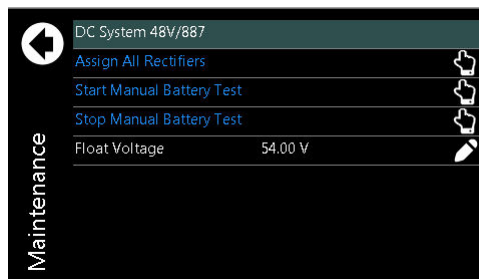 DC System 48V/887
Assign All Rectifiers
Start Manual Battery Test
Stop Manual Battery Test
Float Voltage 54.00 V
Maintenance